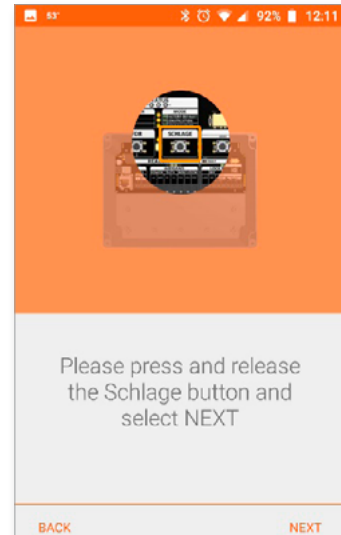 53° 92% 12:11
SCHLAGE
Please press and release
the Schlage button and
select NEXT
BACK NEXT